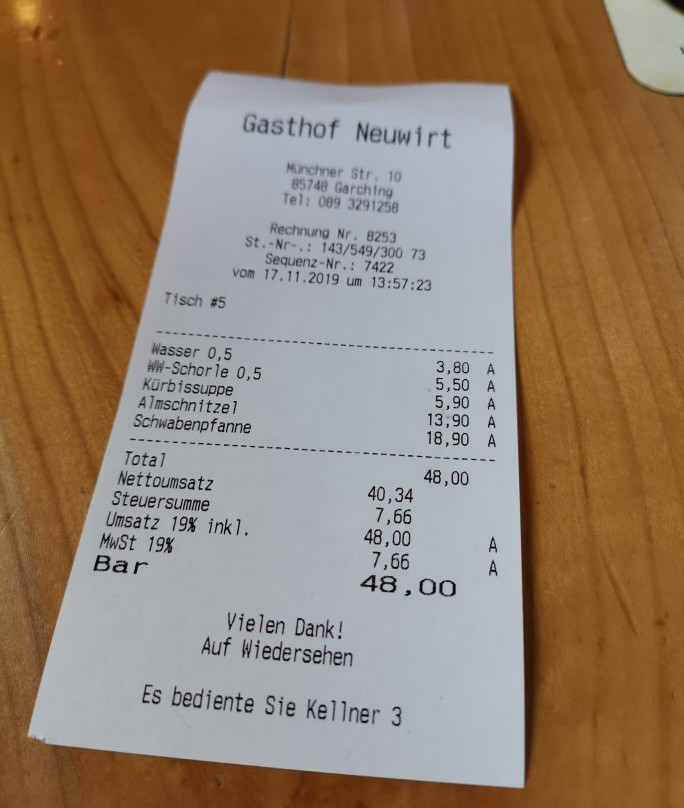 Gasthof Neuwirt
Münchner Str. 10
85748 Garching
Tel: 089 3291258
Rechnung Nr. 8253
St.-Nr-.: 143/549/300 73
Sequenz-Nr.: 7422
vom 17.11.2019 um 13:57:23
Tisch #5
Wasser 0,5 3,80 A
WW-Schorle 0,5 5,50 A
Kürbissuppe 5,90 A
Almschnitzel 13,90 A
Schwabenpfanne 18,90 A
Total 48,00
Nettoumsatz 40,34
Steuersumme 7,66
Umsatz 19% inkl. 48,00 A
MwSt 19% 7,66 A
Bar 48,00
Vielen Dank!
Auf Wiedersehen
Es bediente Sie Kellner 3